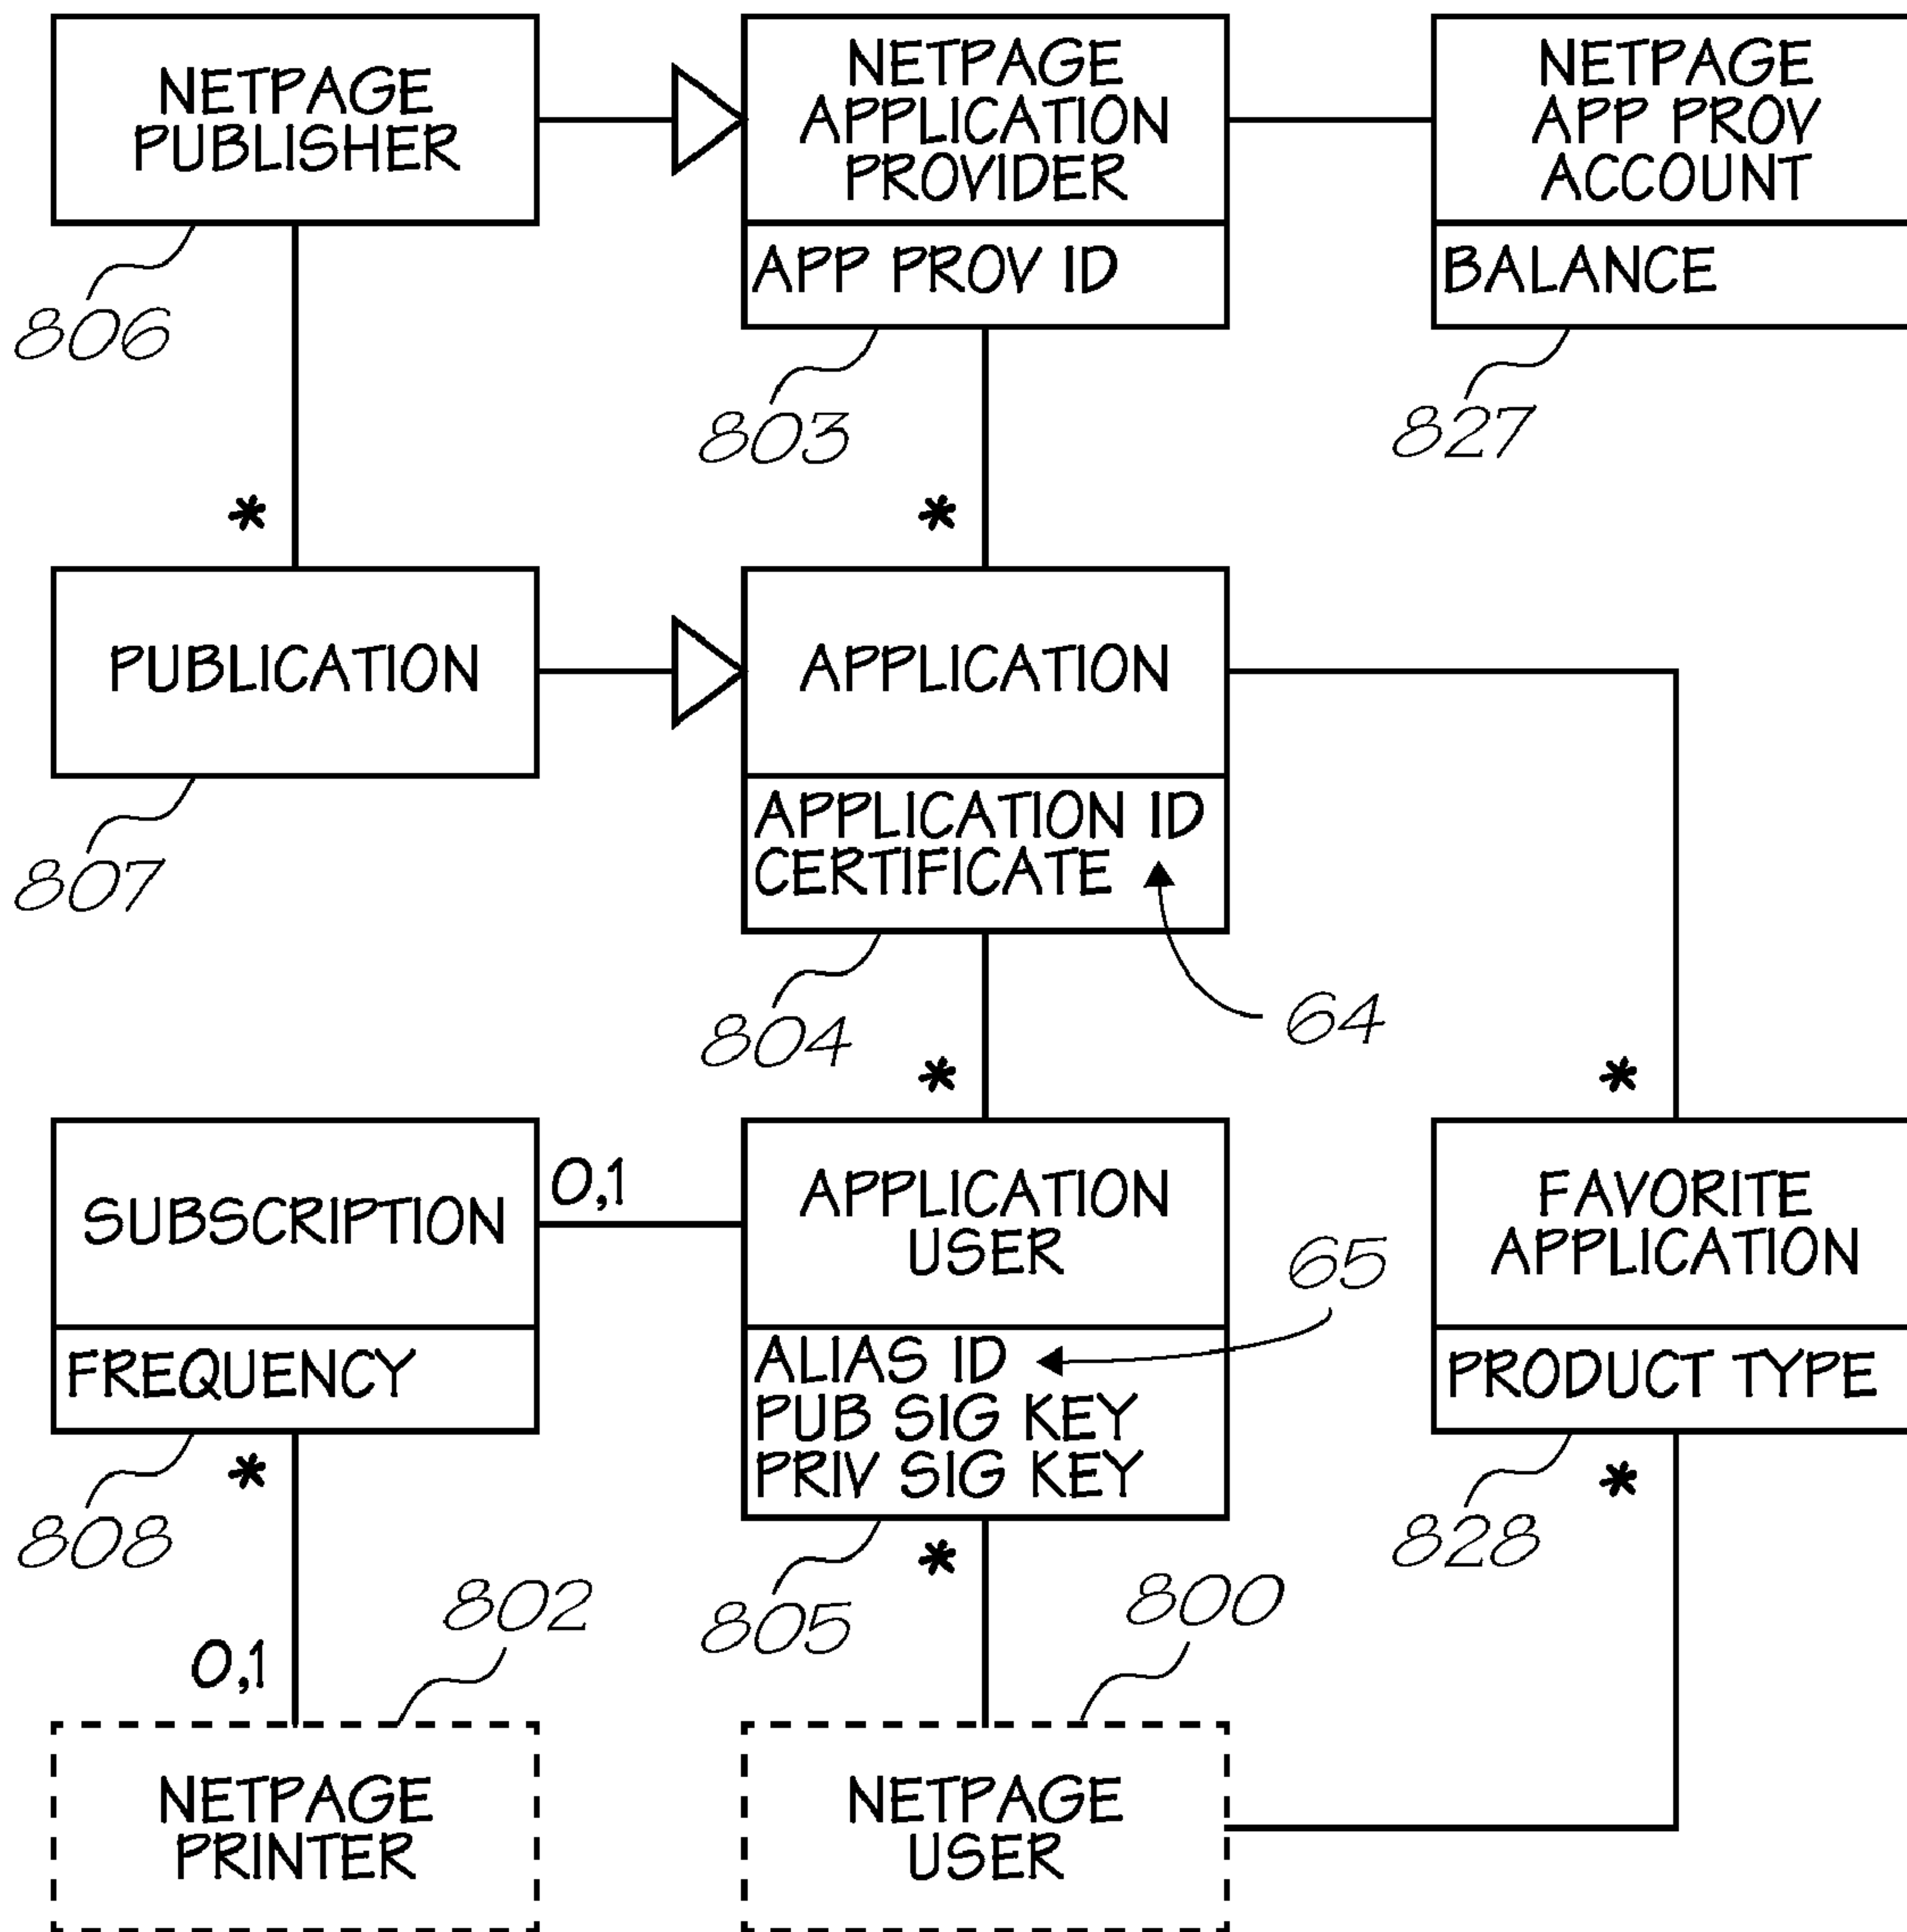 NETPAGE
PUBLISHER
NETPAGE
APPLICATION
PROVIDER
APP PROV ID
NETPAGE
APP PROV
ACCOUNT
BALANCE
806
803
827
*
*
PUBLICATION
APPLICATION
APPLICATION ID
CERTIFICATE
807
804
64
*
*
SUBSCRIPTION
FREQUENCY
0,1
APPLICATION
USER
ALIAS ID
PUB SIG KEY
PRIV SIG KEY
65
FAVORITE
APPLICATION
PRODUCT TYPE
808
*
802
805
*
800
828
*
0,1
NETPAGE
PRINTER
NETPAGE
USER